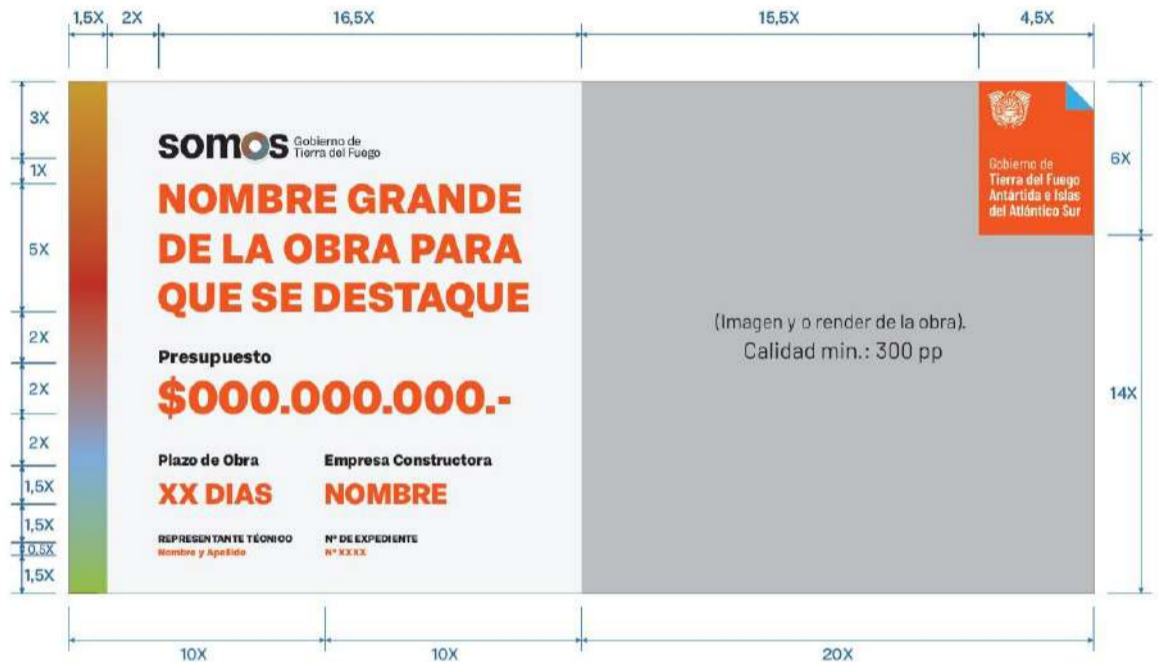 1,5X 2X 16,5X 15,5X 4,5X
3X
1X
5X
2X
2X
2X
1,5X
1,5X
0,5X
1,5X
somos Gobierno de
Tierra del Fuego
NOMBRE GRANDE
DE LA OBRA PARA
QUE SE DESTAQUE
Presupuesto
$000.000.000.-
Plazo de Obra
XX DIAS
Empresa Constructora
NOMBRE
REPRESENTANTE TÉCNICO
Nombre y Apellido
Nº DE EXPEDIENTE
Nº XXXX
(Imagen y o render de la obra).
Calidad min.: 300 pp
Gobierno de
Tierra del Fuego
Antártida e Islas
del Atlántico Sur
6X
14X
10X 10X 20X